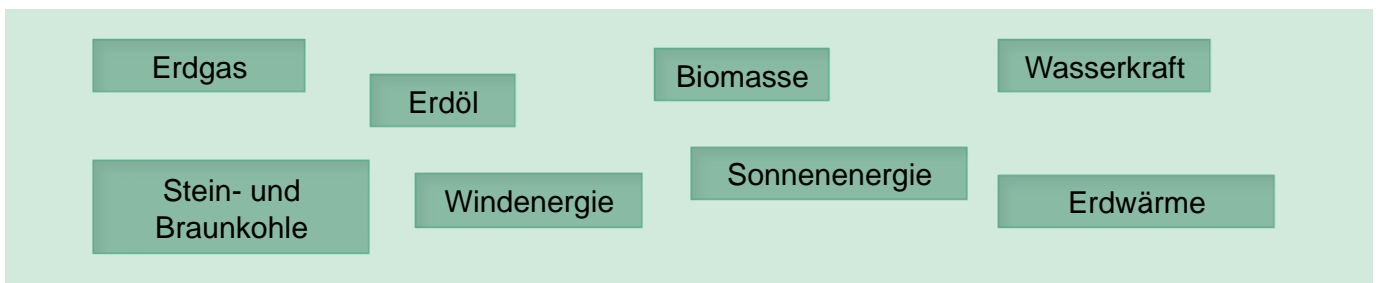 Erdgas
Erdöl
Biomasse
Wasserkraft
Stein- und
Braunkohle
Windenergie
Sonnenenergie
Erdwärme